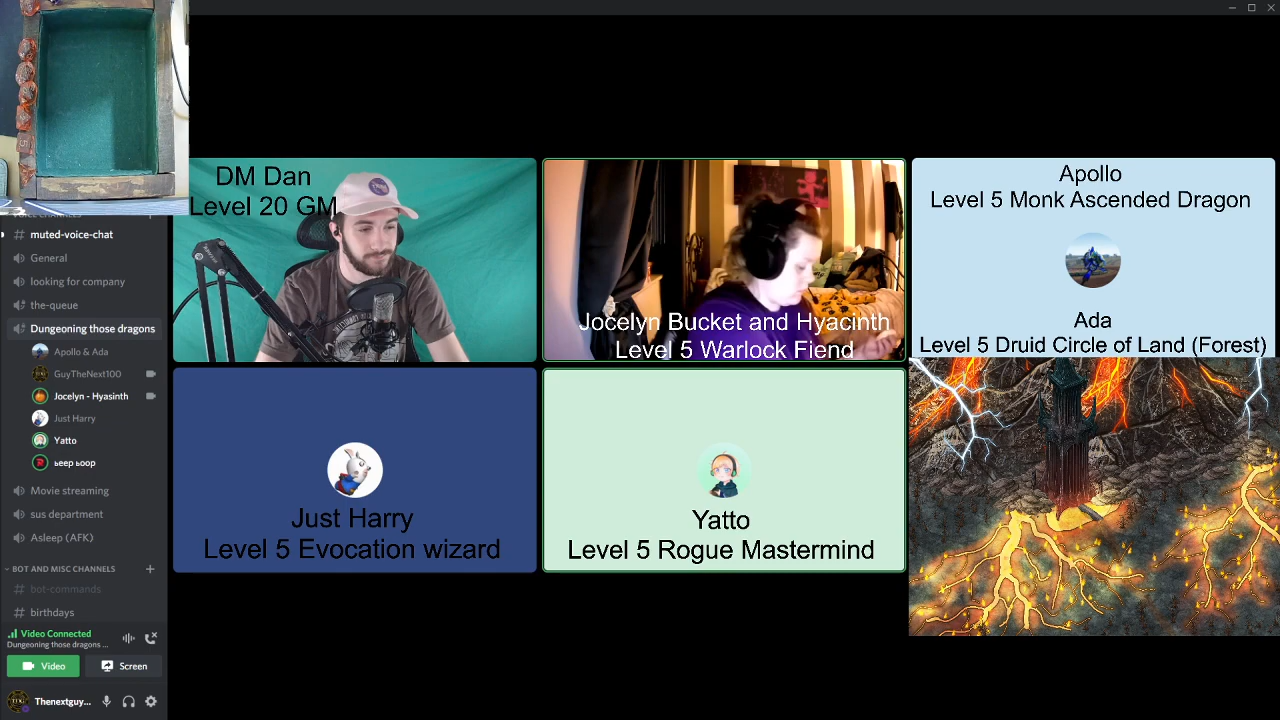 muted-voice-chat
General
looking for company
the-queue
Dungeoning those dragons
Apollo & Ada
GuyTheNext100
Jocelyn - Hyasinth
Just Harry
Yatto
ьeep ьoop
Movie streaming
sus department
Asleep (AFK)
BOT AND MISC CHANNELS
bot-commands
birthdays
Video Connected
Dungeoning those dragons ...
Video
Screen
Thenextguy...
DM Dan
Level 20 GM
Jocelyn Bucket and Hyacinth
Level 5 Warlock Fiend
Apollo
Level 5 Monk Ascended Dragon
Ada
Level 5 Druid Circle of Land (Forest)
Just Harry
Level 5 Evocation wizard
Yatto
Level 5 Rogue Mastermind